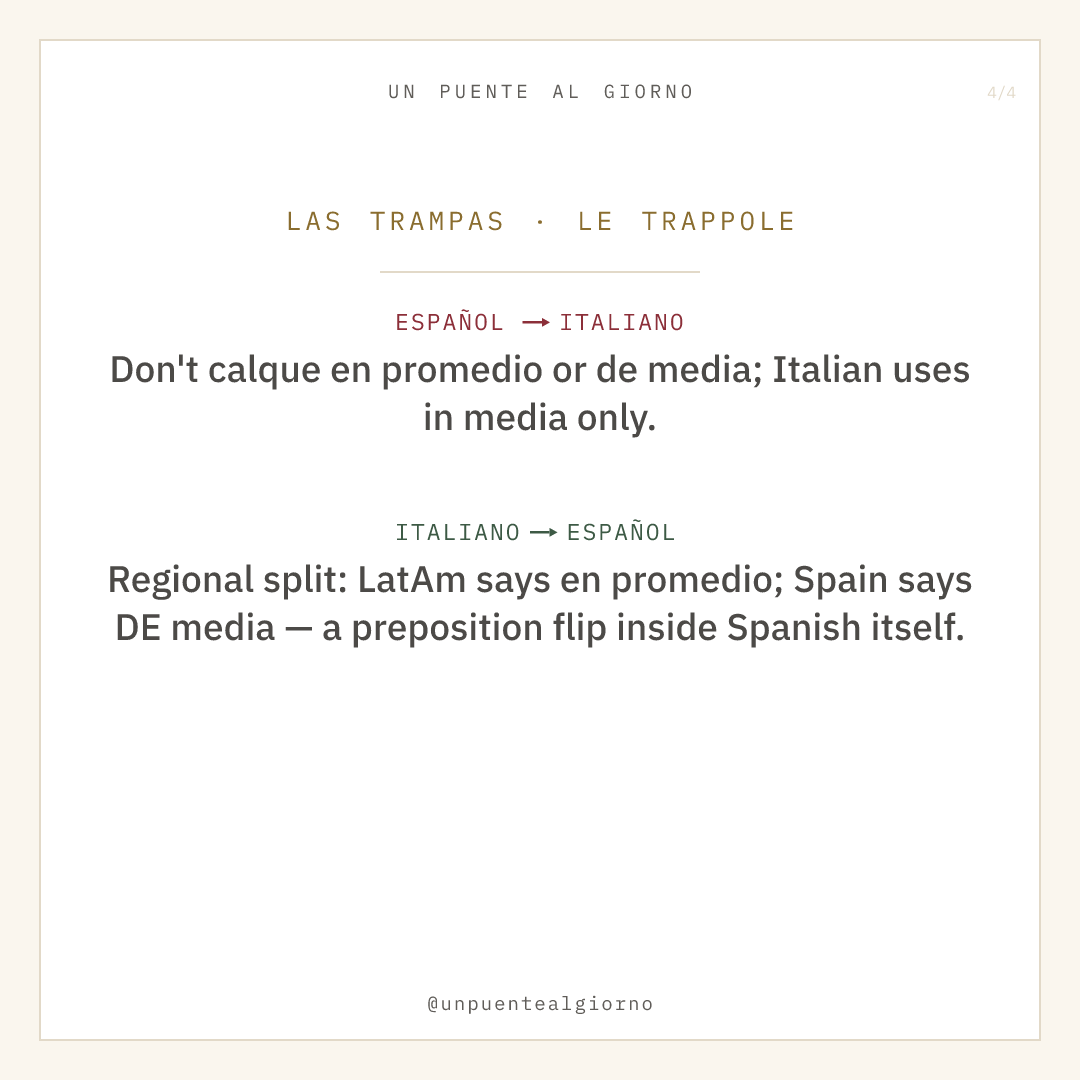 UN PUENTE AL GIORNO
4/4
LAS TRAMPAS · LE TRAPPOLE
ESPAÑOL → ITALIANO
Don't calque en promedio or de media; Italian uses
in media only.
ITALIANO → ESPAÑOL
Regional split: LatAm says en promedio; Spain says
DE media — a preposition flip inside Spanish itself.
@unpuentealgiorno